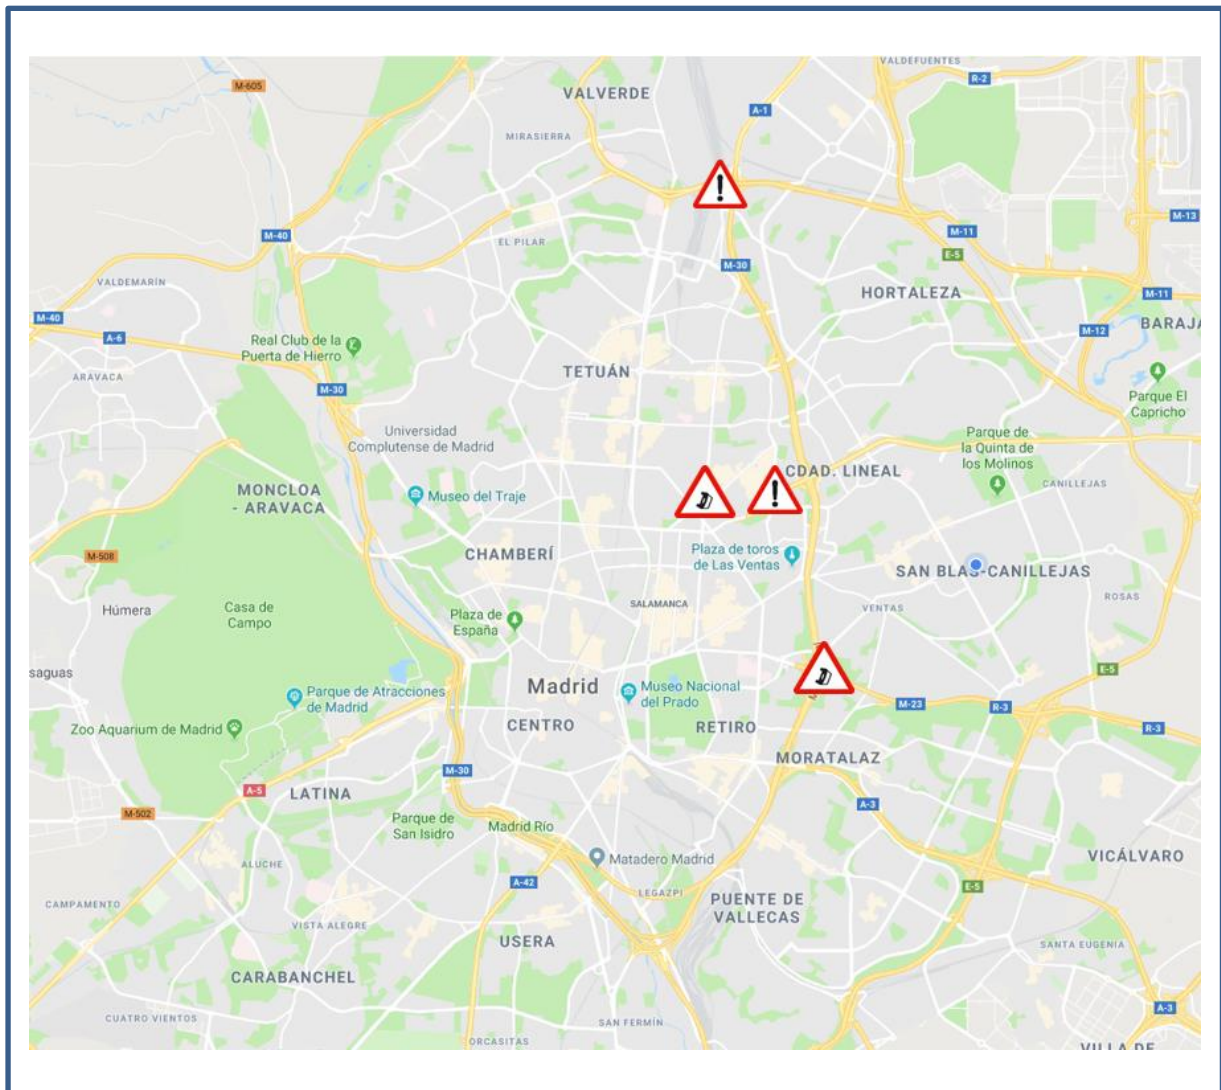 VALDEFUENTES
M-605
R-2
VALVERDE
A-1
MIRASIERRA
M-13
M-40
M-11
EL PILAR
E-5
M-30
VALDEMARÍN
HORTALEZA
M-11
M-40
BARAJA
A-6
M-12
Real Club de la
Puerta de Hierro
TETUÁN
ARAVACA
M-30
Parque El
Capricho
Universidad
Complutense de Madrid
Parque de
la Quinta de
los Molinos
CDAD. LINEAL
CANILLEJAS
MONCLOA
- ARAVACA
Museo del Traje
CHAMBERÍ
Plaza de toros
de Las Ventas
M-508
SAN BLAS-CANILLEJAS
Húmera
Casa de
Campo
Plaza de
España
SALAMANCA
VENTAS
ROSAS
saguas
E-5
Madrid
Parque de Atracciones
de Madrid
Museo Nacional
del Prado
M-23
R-3
Zoo Aquarium de Madrid
CENTRO
RETIRO
R-3
MORATALAZ
M-30
A-5
LATINA
A-3
M-502
Parque de
San Isidro
Madrid Río
ALUCHE
Matadero Madrid
VICÁLVARO
A-42
LEGAZPI
E-5
CAMPAMENTO
PUENTE DE
VALLECAS
VISTA ALEGRE
USERA
SANTA EUGENIA
CARABANCHEL
A-3
CUATRO VIENTOS
SAN FERMÍN
ORCASITAS
VILLA DE